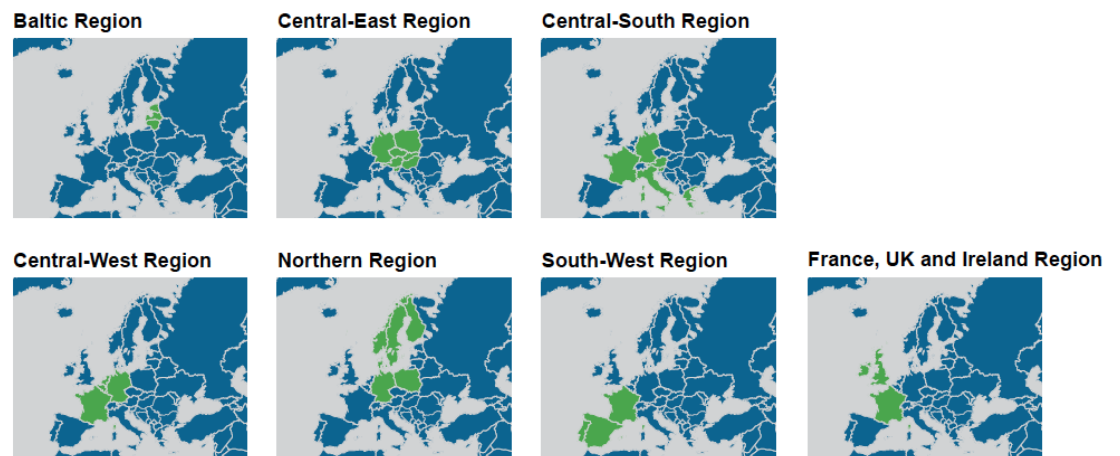 Baltic Region
Central-East Region
Central-South Region
Central-West Region
Northern Region
South-West Region
France, UK and Ireland Region